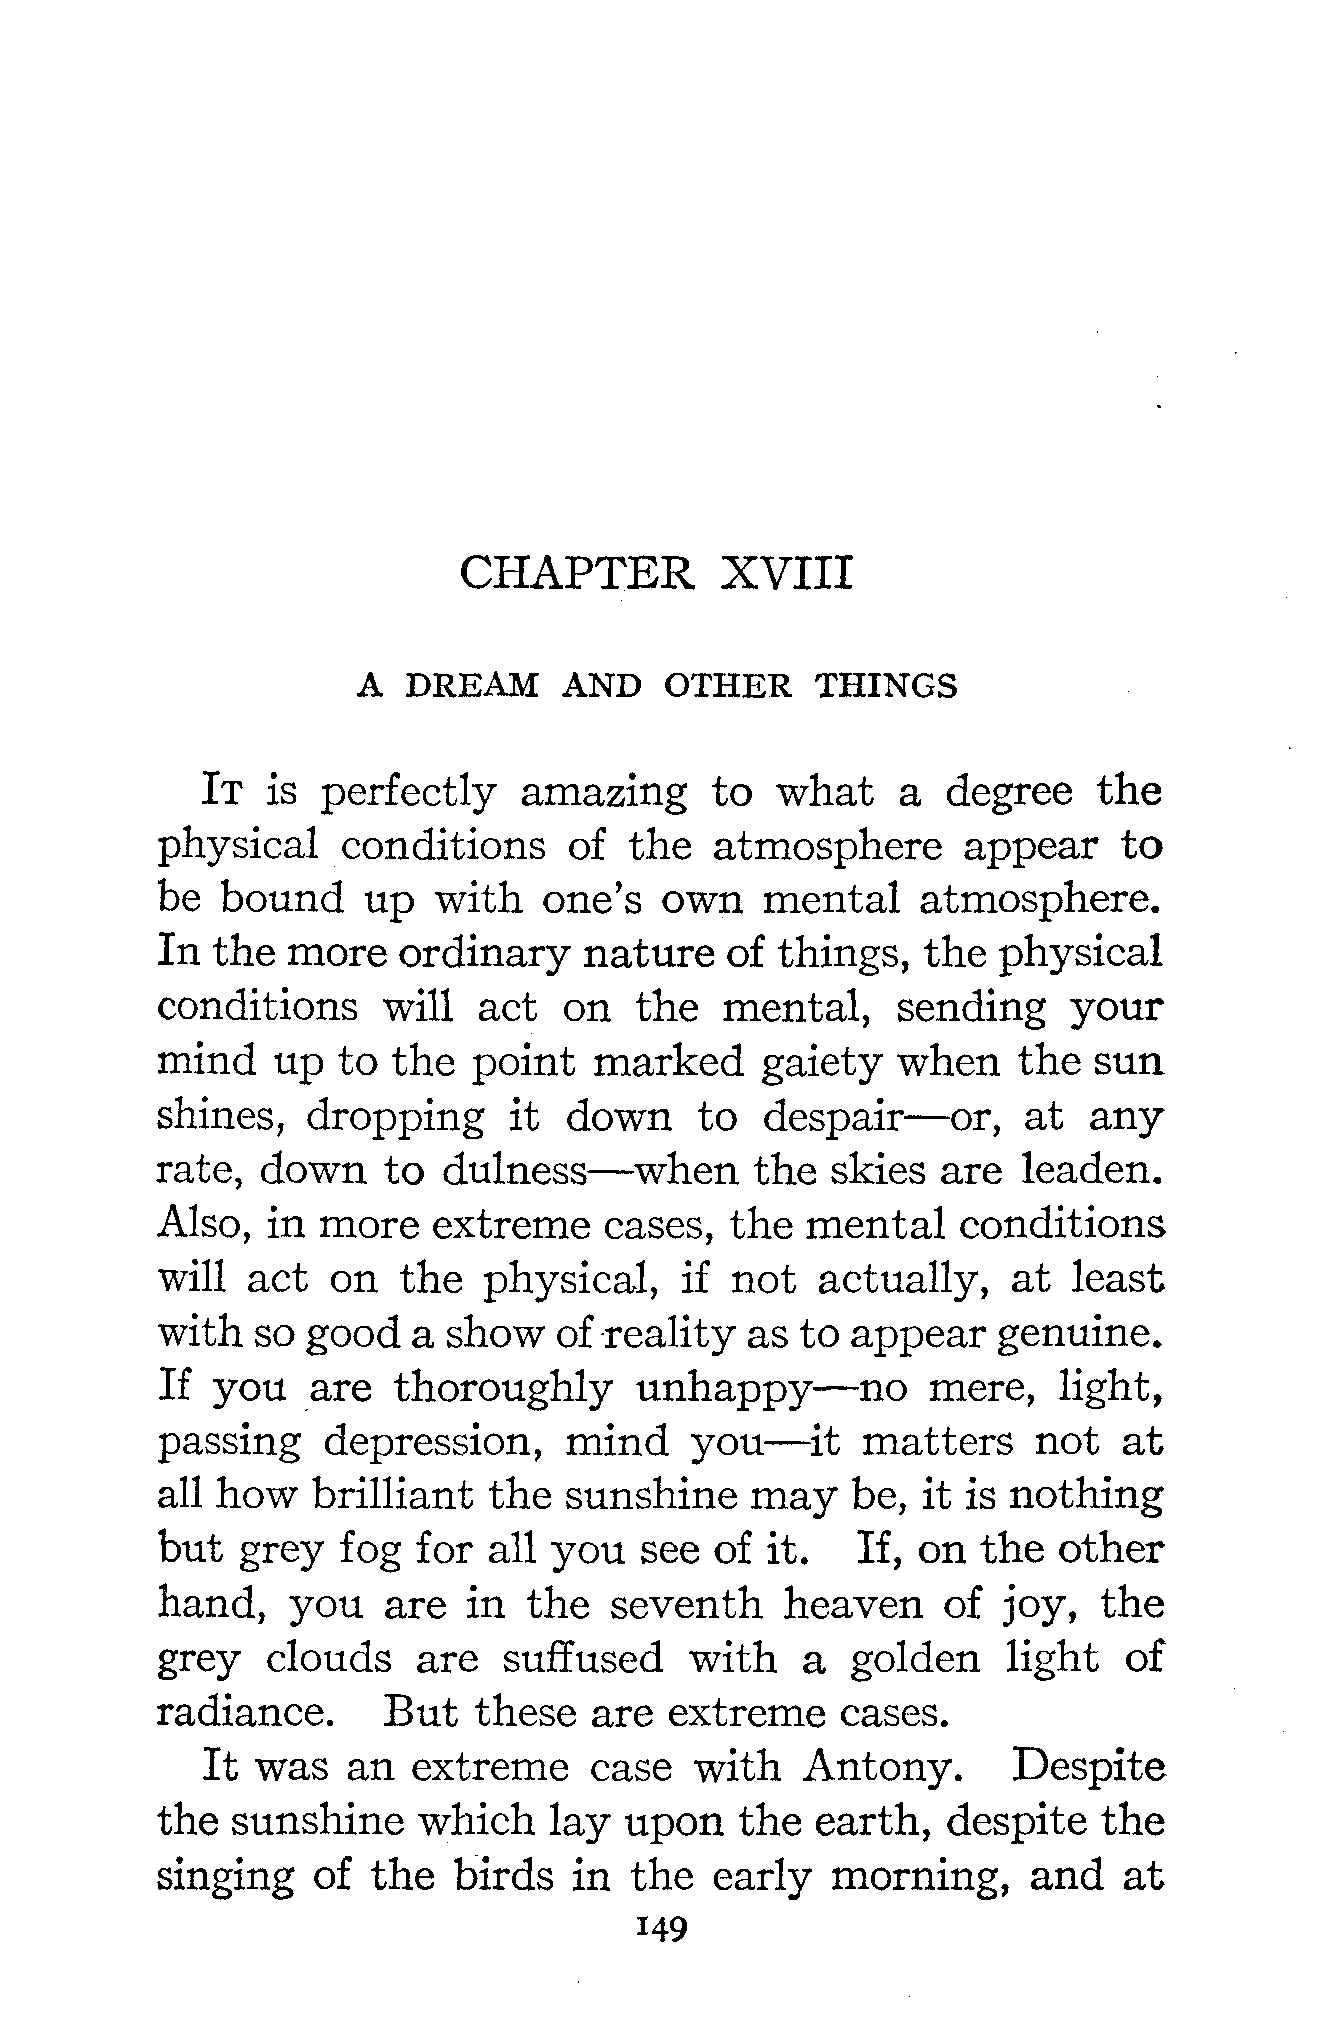 CHAPTER XVIII
A DREAM AND OTHER THINGS
IT is perfectly amazing to what a degree the
physical conditions of the atmosphere appear to
be bound up with one's own mental atmosphere.
In the more ordinary nature of things, the physical
conditions will act on the mental, sending your
mind up to the point marked gaiety when the sun
shines, dropping it down to despair—or, at any
rate, down to dulness—when the skies are leaden.
Also, in more extreme cases, the mental conditions
will act on the physical, if not actually, at least
with so good a show of reality as to appear genuine.
If you are thoroughly unhappy—no mere, light,
passing depression, mind you—it matters not at
all how brilliant the sunshine may be, it is nothing
but grey fog for all you see of it. If, on the other
hand, you are in the seventh heaven of joy, the
grey clouds are suffused with a golden light of
radiance. But these are extreme cases.
It was an extreme case with Antony. Despite
the sunshine which lay upon the earth, despite the
singing of the birds in the early morning, and at
149